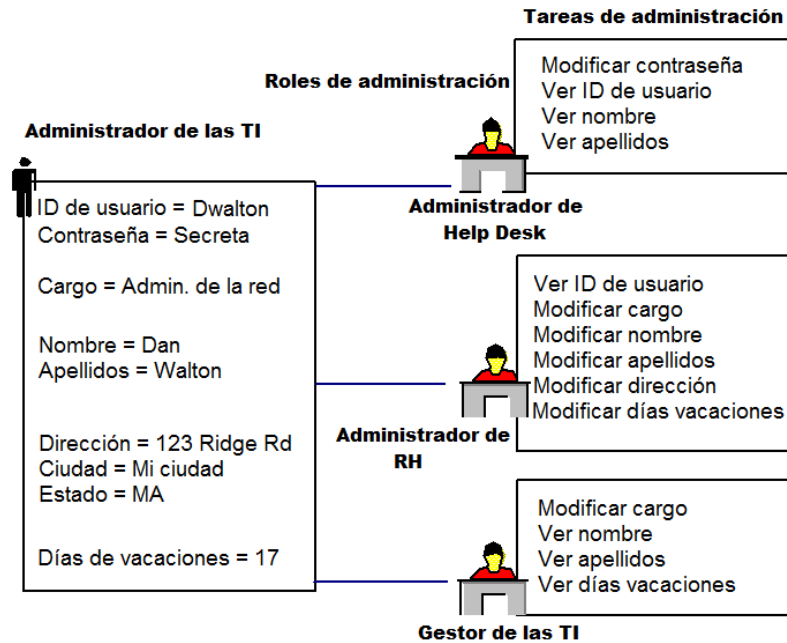 Tareas de administración
Roles de administración
Modificar contraseña
Ver ID de usuario
Ver nombre
Ver apellidos
Administrador de las TI
ID de usuario = Dwalton
Contraseña = Secreta
Cargo = Admin. de la red
Nombre = Dan
Apellidos = Walton
Dirección = 123 Ridge Rd
Ciudad = Mi ciudad
Estado = MA
Días de vacaciones = 17
Administrador de
Help Desk
Ver ID de usuario
Modificar cargo
Modificar nombre
Modificar apellidos
Modificar dirección
Modificar días vacaciones
Administrador de
RH
Modificar cargo
Ver nombre
Ver apellidos
Ver días vacaciones
Gestor de las TI